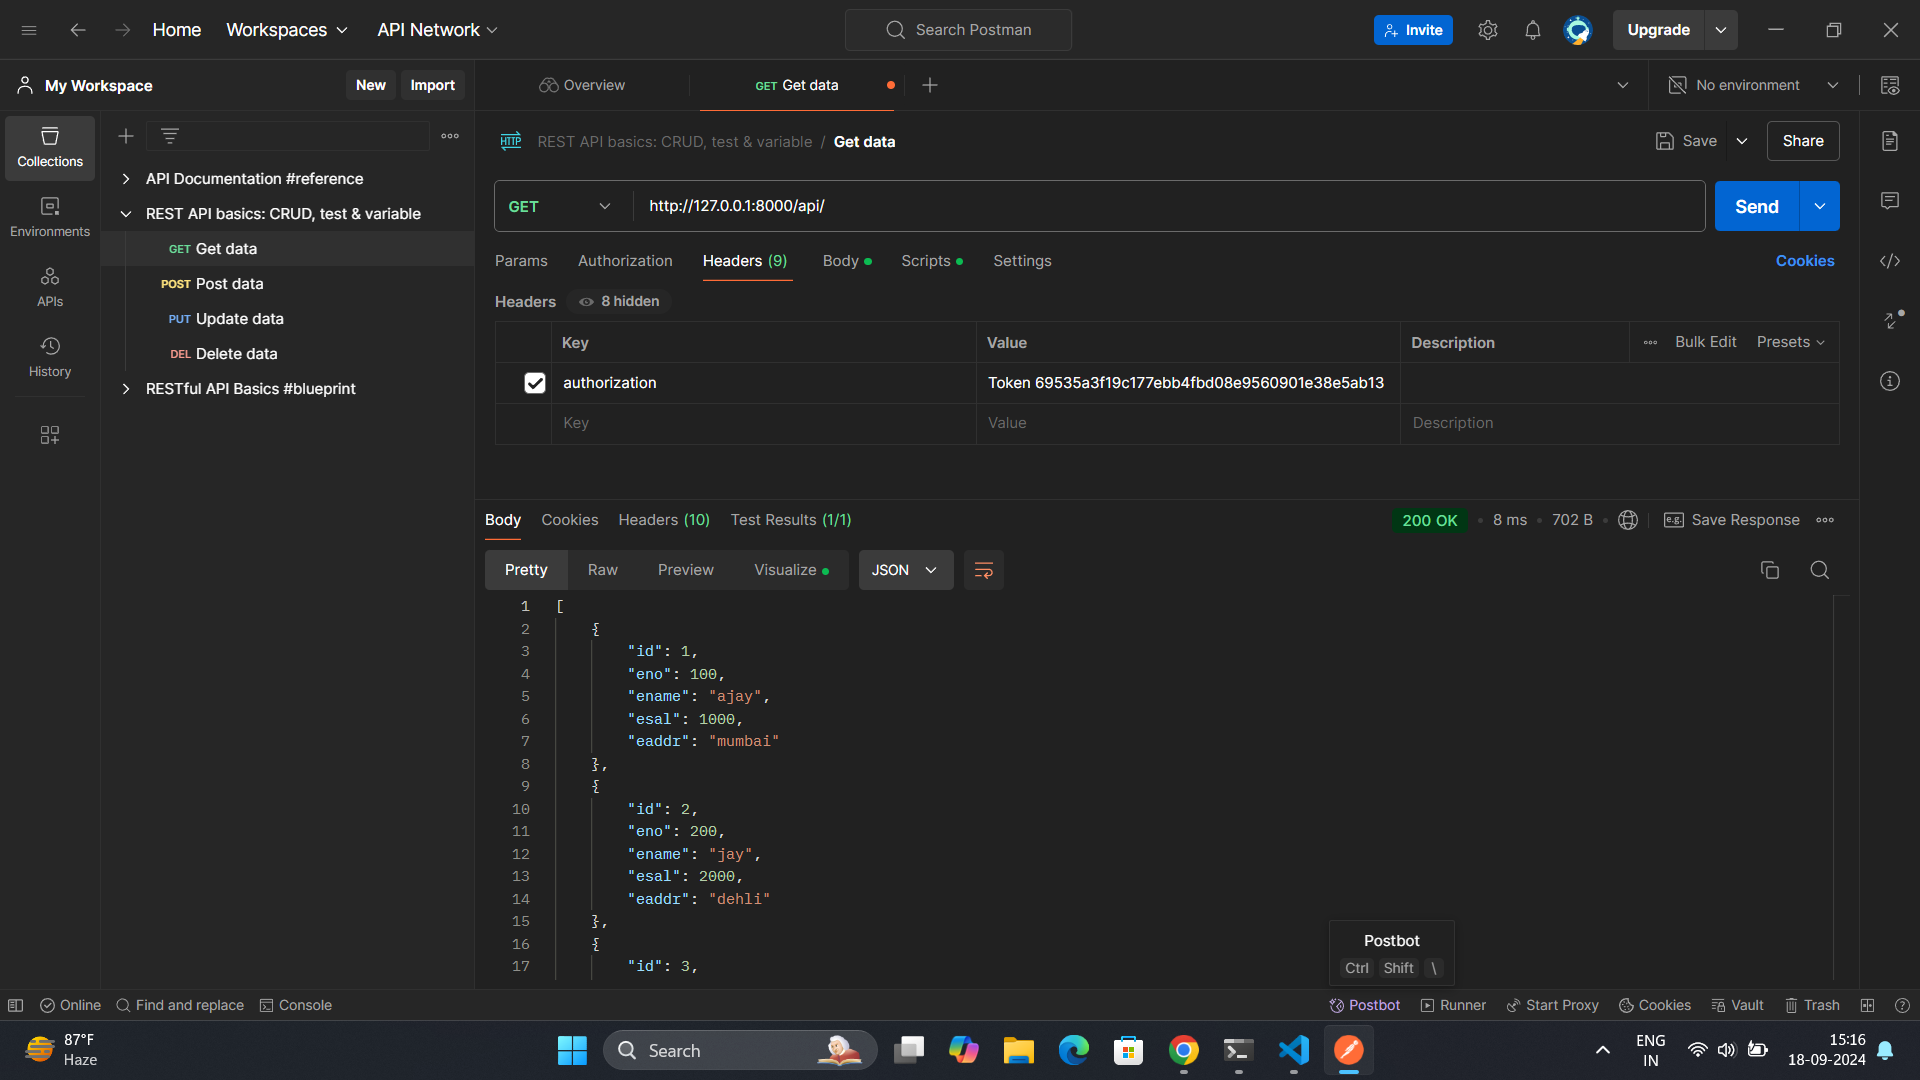 Home Workspaces API Network Search Postman Invite Upgrade
My Workspace New Import Overview GET Get data No environment
Collections
Environments
APIs
History
API Documentation #reference
REST API basics: CRUD, test & variable
GET Get data
POST Post data
PUT Update data
DEL Delete data
RESTful API Basics #blueprint
HTTP REST API basics: CRUD, test & variable / Get data Save Share
GET http://127.0.0.1:8000/api/ Send
Params Authorization Headers (9) Body Scripts Settings Cookies
Headers 8 hidden
Key Value Description Bulk Edit Presets
authorization Token 69535a3f19c177ebb4fbd08e9560901e38e5ab13
Key Value Description
Body Cookies Headers (10) Test Results (1/1) 200 OK 8 ms 702 B e.g. Save Response
Pretty Raw Preview Visualize JSON
1 [
2 {
3 "id": 1,
4 "eno": 100,
5 "ename": "ajay",
6 "esal": 1000,
7 "eaddr": "mumbai"
8 },
9 {
10 "id": 2,
11 "eno": 200,
12 "ename": "jay",
13 "esal": 2000,
14 "eaddr": "dehli"
15 },
16 {
17 "id": 3,
Postbot
Ctrl Shift \
Online Find and replace Console Postbot Runner Start Proxy Cookies Vault Trash
87°F
Haze
Search
ENG
IN
15:16
18-09-2024